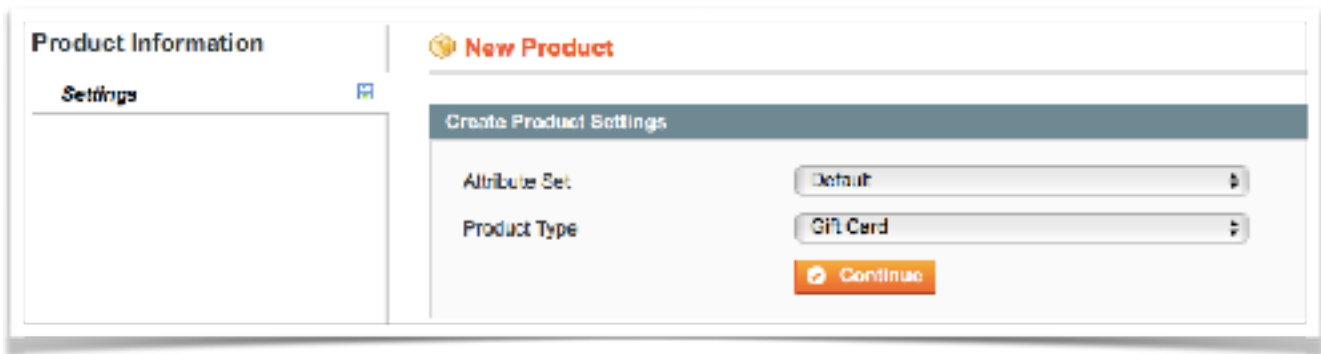 Product Information
Settings
New Product
Create Product Settings
Attribute Set
Default
Product Type
Gift Card
Continue